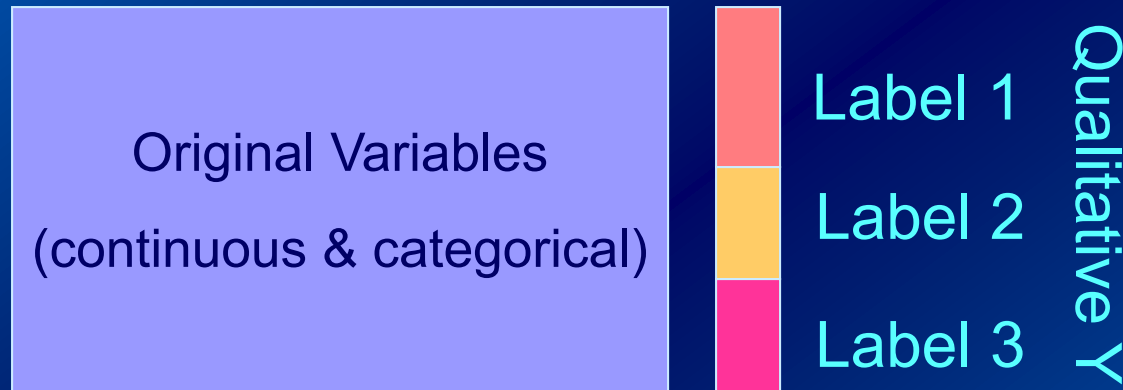 Original Variables
(continuous & categorical)
Label 1
Label 2
Label 3
Qualitative Y